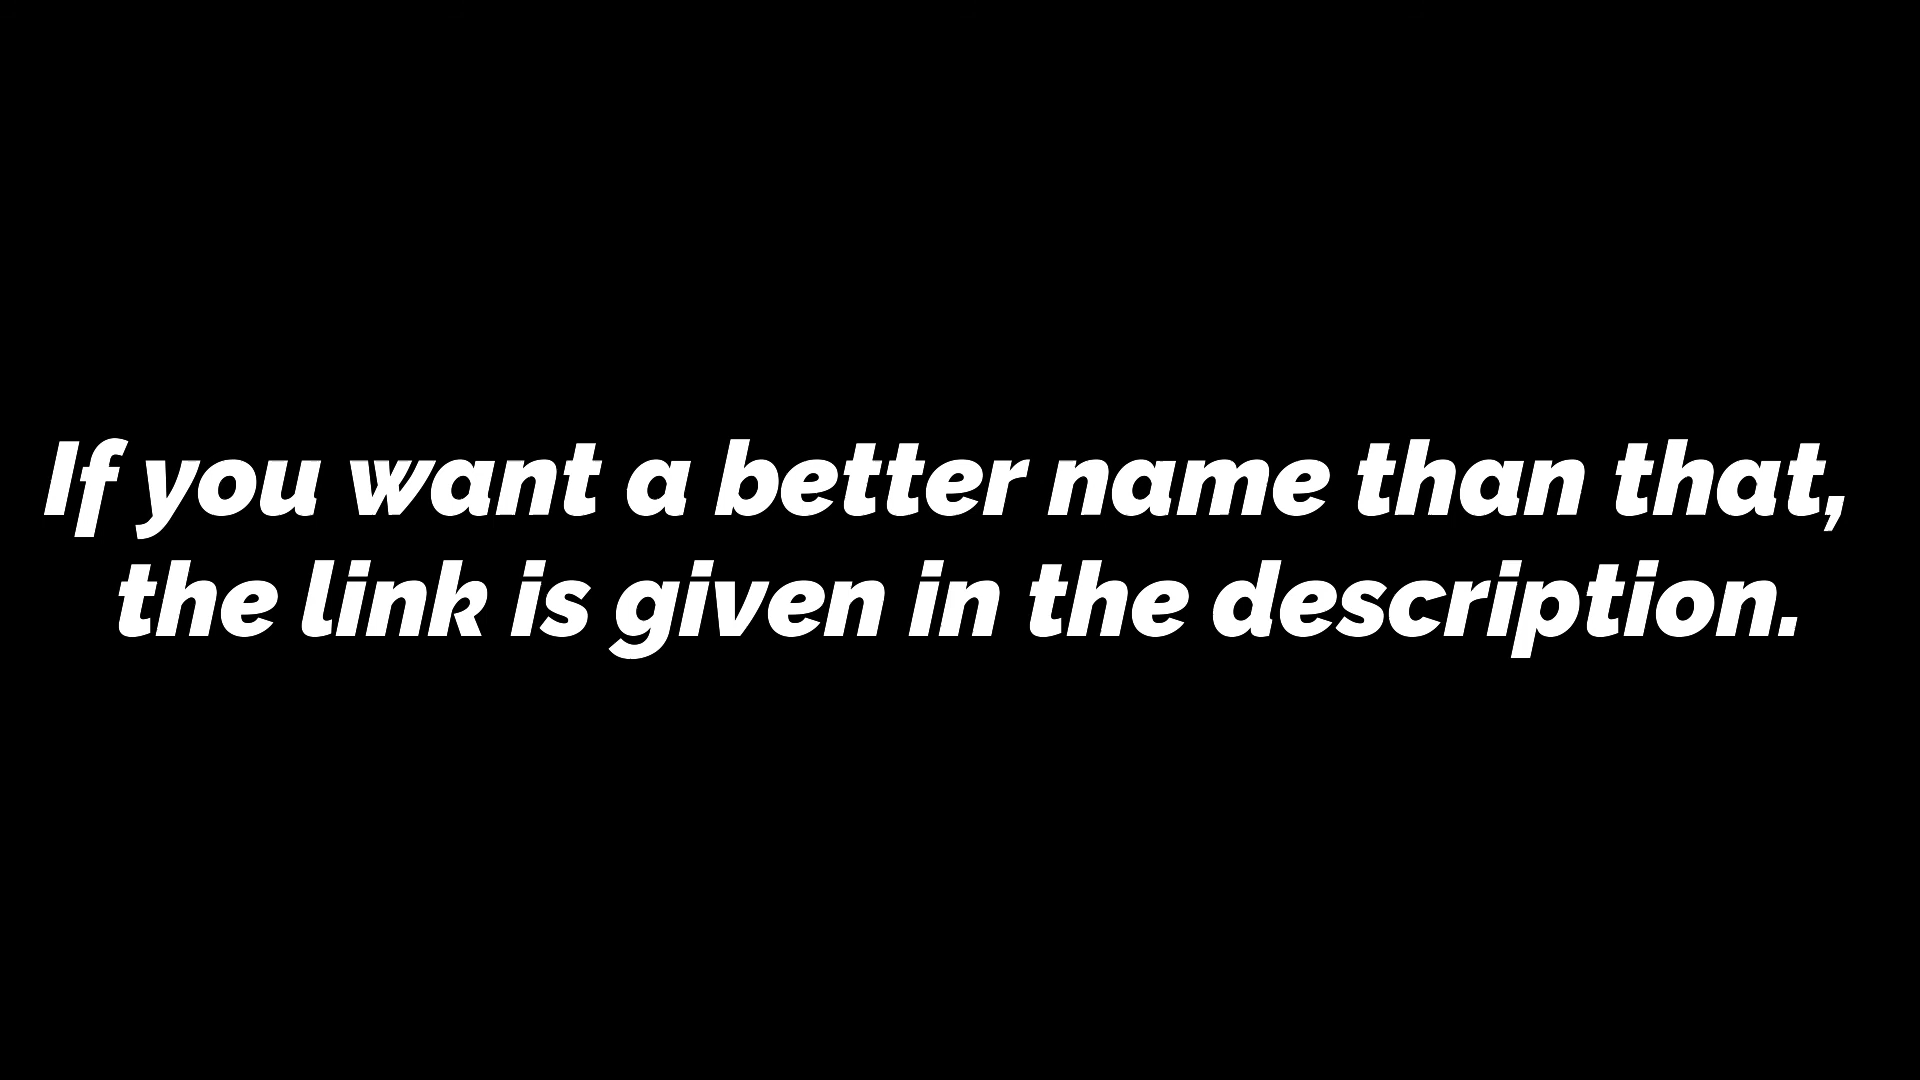 If you want a better name than that,
the link is given in the description.